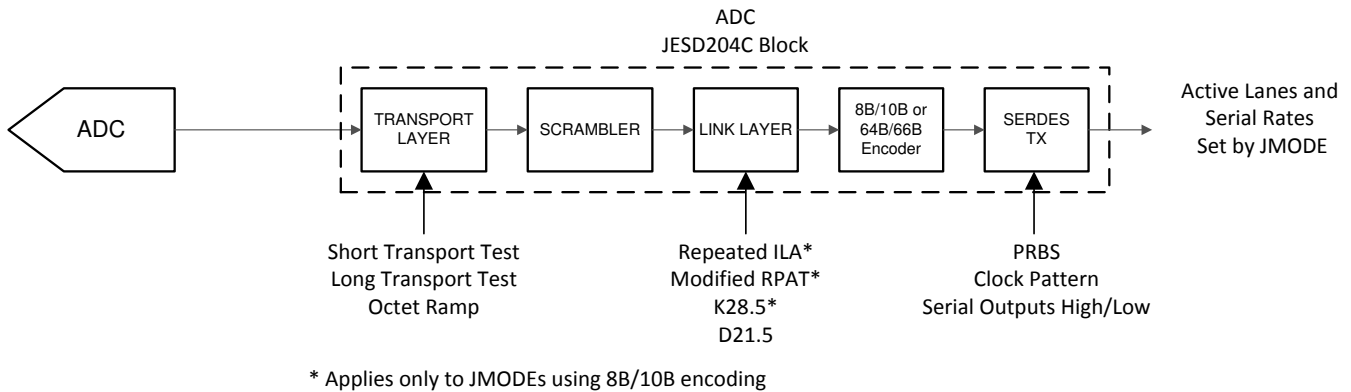 ADC
JESD204C Block
ADC
TRANSPORT
LAYER
SCRAMBLER
LINK LAYER
8B/10B or
64B/66B
Encoder
SERDES
TX
Active Lanes and
Serial Rates
Set by JMODE
Short Transport Test
Long Transport Test
Octet Ramp
Repeated ILA*
Modified RPAT*
K28.5*
D21.5
PRBS
Clock Pattern
Serial Outputs High/Low
* Applies only to JMODEs using 8B/10B encoding